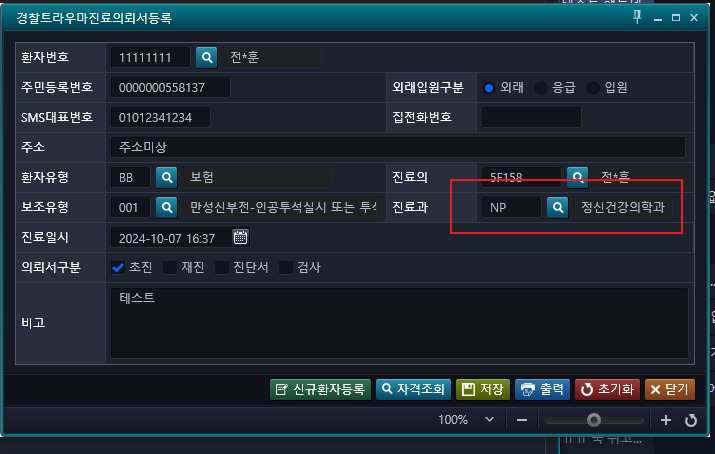 경찰트라우마진료의뢰서등록
환자번호 11111111 전*훈
주민등록번호 0000000558137 외래입원구분 외래 응급 입원
SMS대표번호 01012341234 집전화번호
주소 주소미상
환자유형 BB 보험 진료의 5F158 전*훈
보조유형 001 만성신부전-인공투석실시 또는 투석 진료과 NP 정신건강의학과
진료일시 2024-10-07 16:37
의뢰서구분 초진 재진 진단서 검사
비고 테스트
신규환자등록 자격조회 저장 출력 초기화 닫기
100%